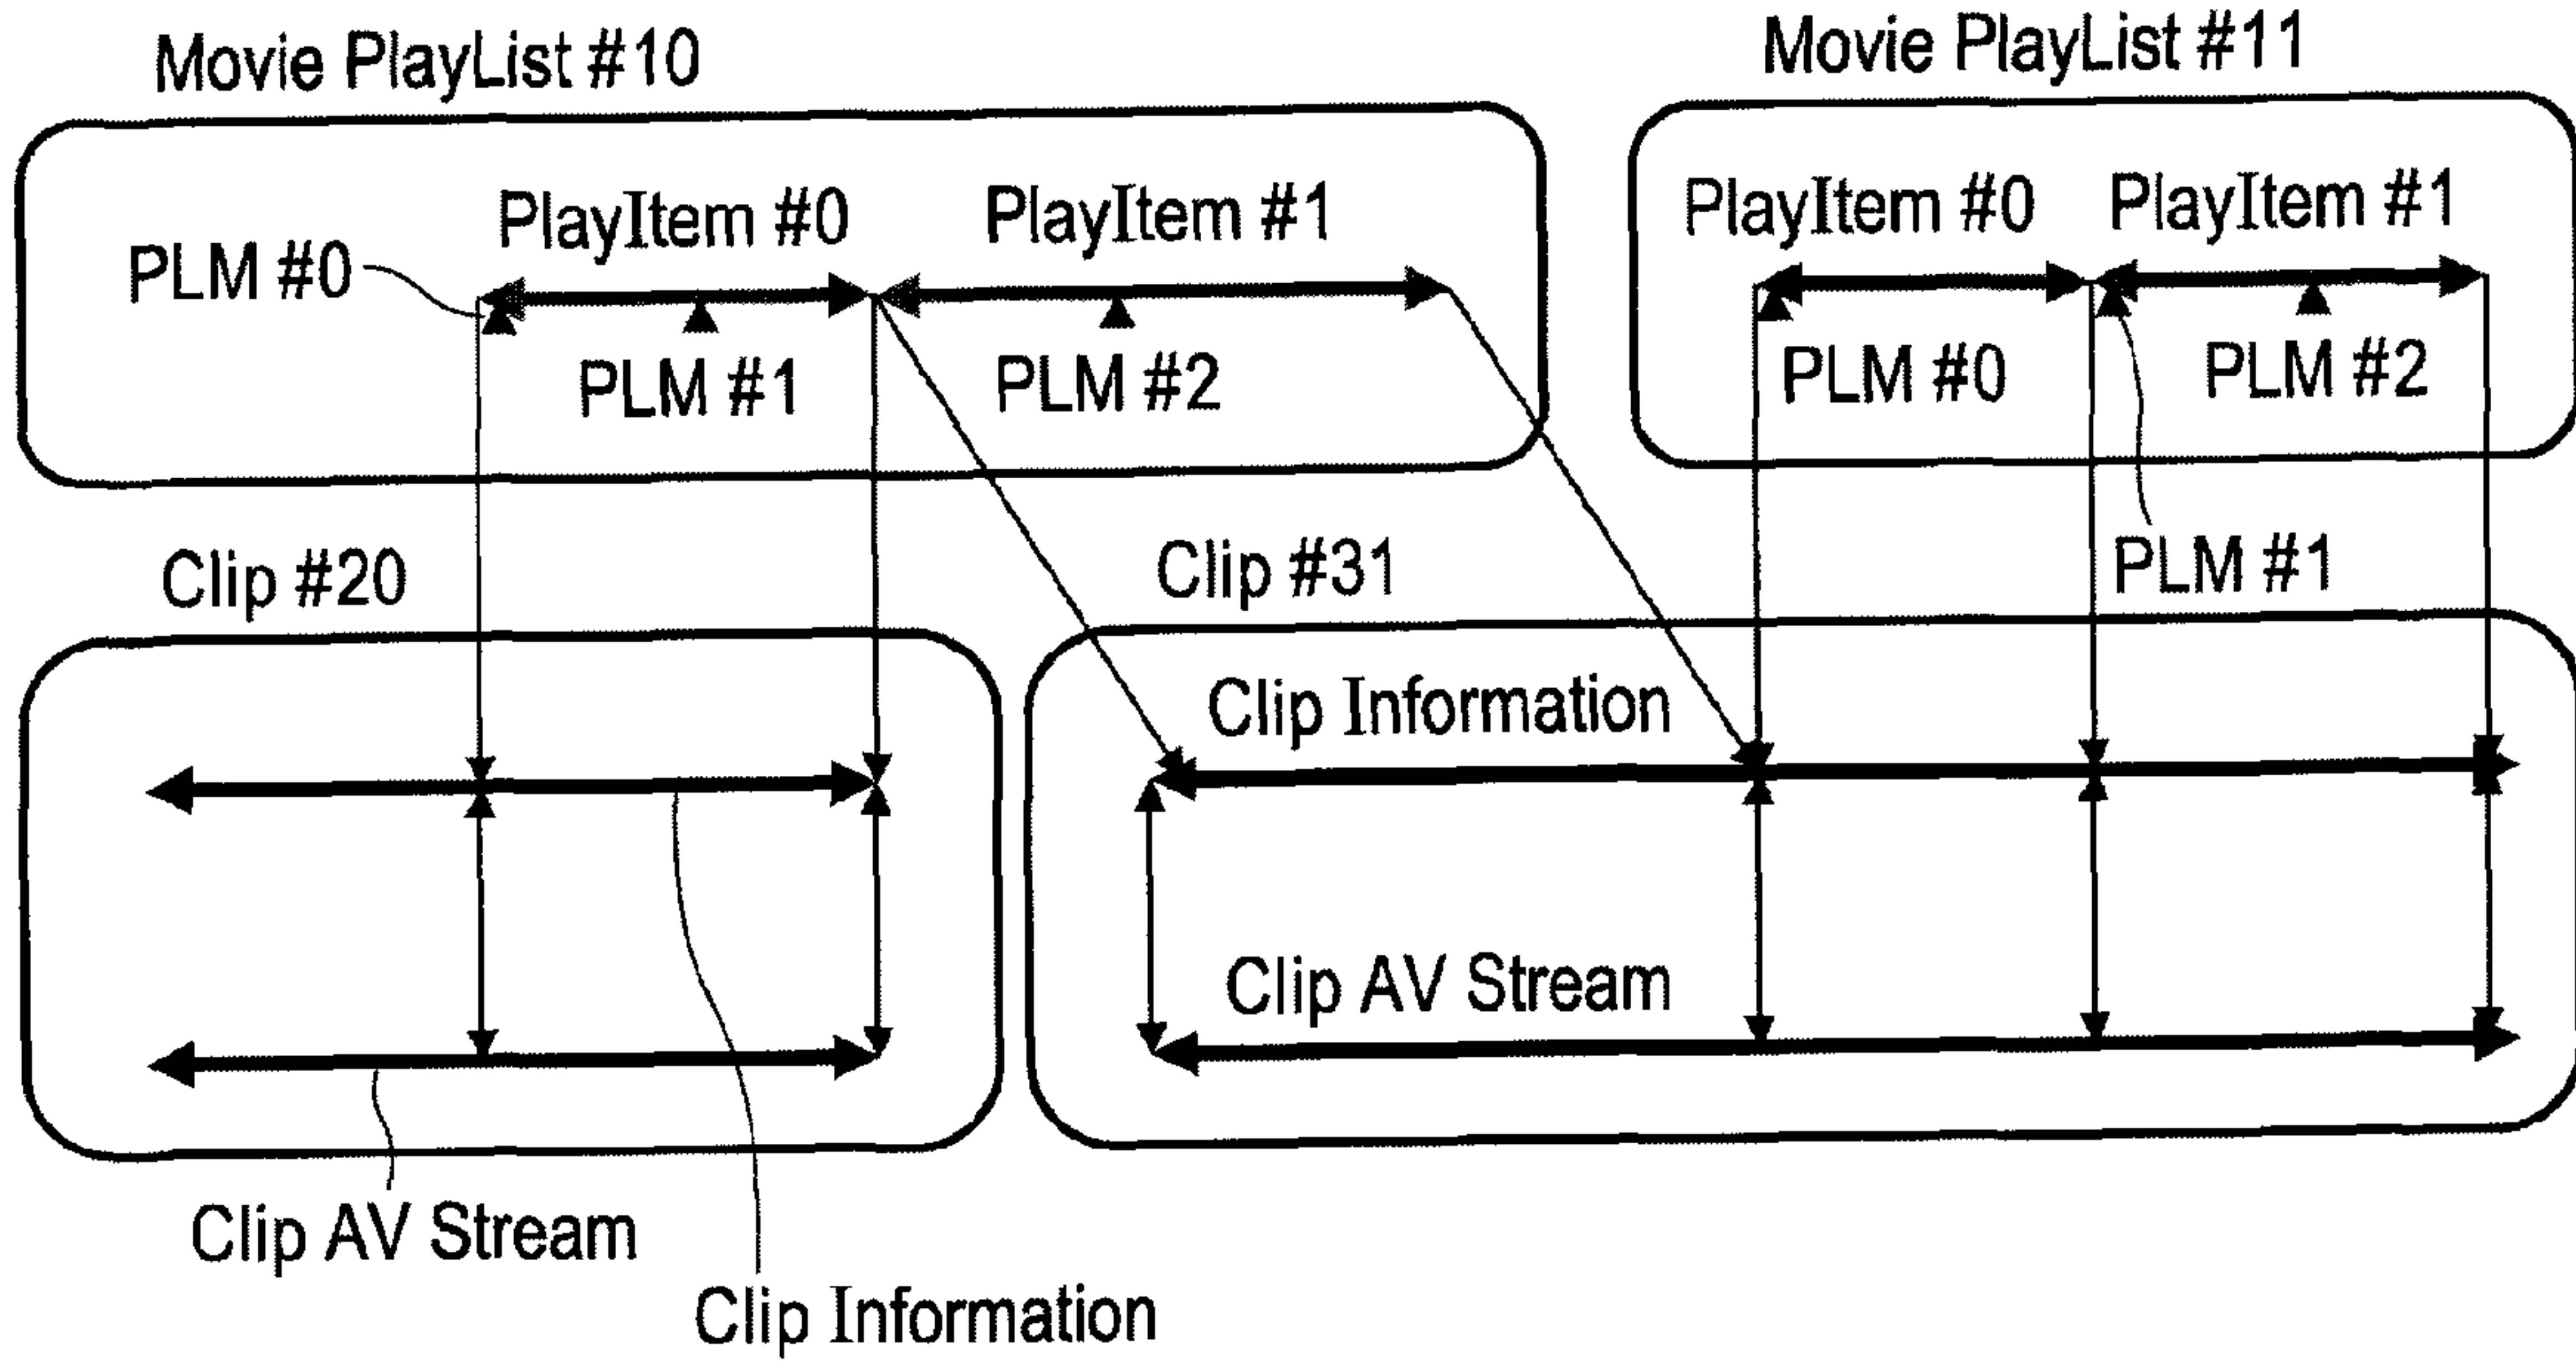 Movie PlayList #10
Movie PlayList #11
PlayItem #0
PlayItem #1
PLM #0
PLM #1
PLM #2
PlayItem #0
PlayItem #1
PLM #0
PLM #2
PLM #1
Clip #20
Clip #31
Clip Information
Clip AV Stream
Clip AV Stream
Clip Information